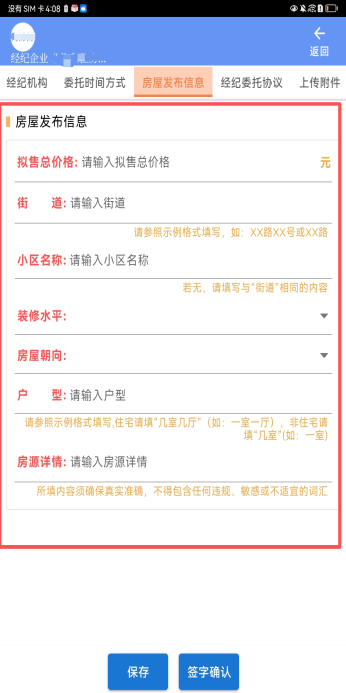 没有 SIM 卡 4:08
返回
经纪企业
经纪机构 委托时间方式 房屋发布信息 经纪委托协议 上传附件
房屋发布信息
拟售总价格: 请输入拟售总价格 元
街 道: 请输入街道
请参照示例格式填写，如：XX路XX号或XX路
小区名称: 请输入小区名称
若无，请填写与“街道”相同的内容
装修水平:
房屋朝向:
户 型: 请输入户型
请参照示例格式填写,住宅请填“几室几厅”（如：一室一厅），非住宅请
填“几室”(如：一室)
房源详情: 请输入房源详情
所填内容须确保真实准确，不得包含任何违规、敏感或不适宜的词汇
保存 签字确认